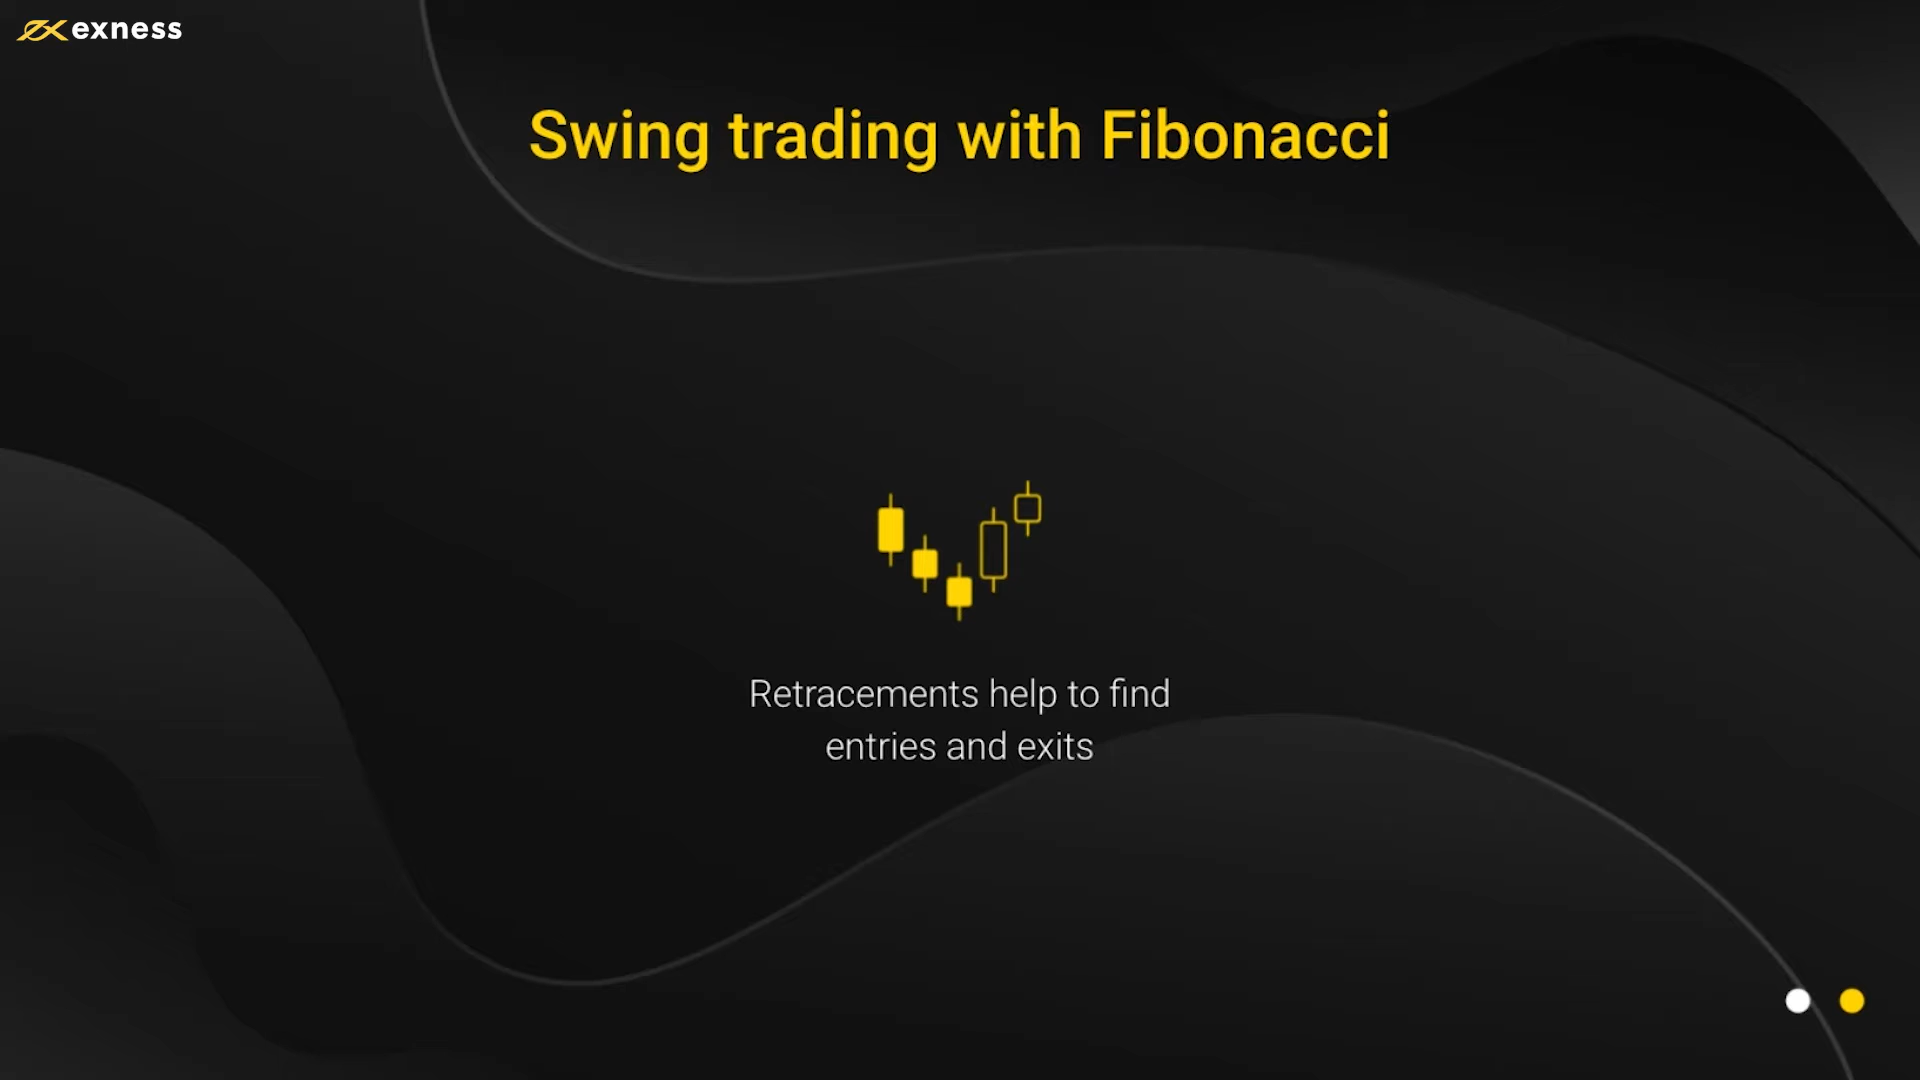 exness
Swing trading with Fibonacci
Retracements help to find
entries and exits